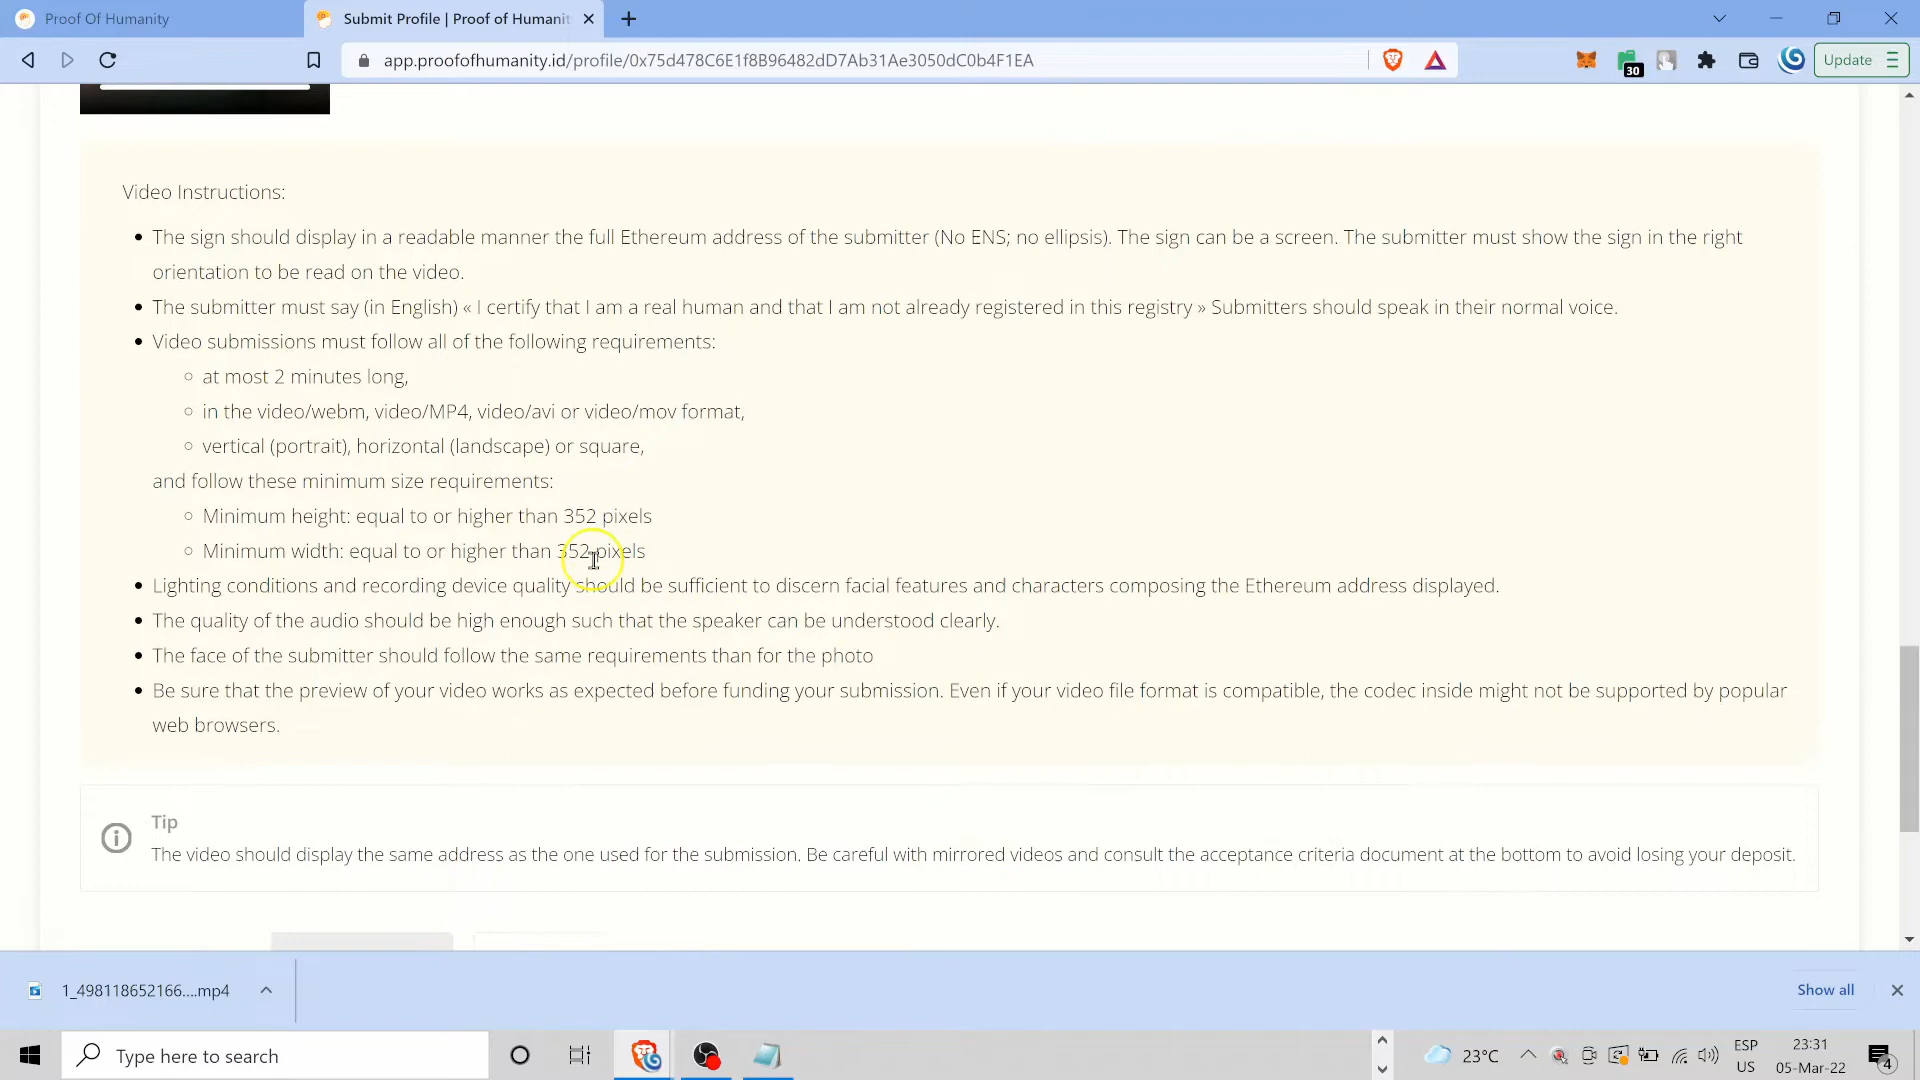 Proof Of Humanity
Submit Profile | Proof of Humanit
app.proofofhumanity.id/profile/0x75d478C6E1f8B96482dD7Ab31Ae3050dC0b4F1EA
30
Update
Video Instructions:
The sign should display in a readable manner the full Ethereum address of the submitter (No ENS; no ellipsis). The sign can be a screen. The submitter must show the sign in the right
orientation to be read on the video.
The submitter must say (in English) « I certify that I am a real human and that I am not already registered in this registry » Submitters should speak in their normal voice.
Video submissions must follow all of the following requirements:
at most 2 minutes long,
in the video/webm, video/MP4, video/avi or video/mov format,
vertical (portrait), horizontal (landscape) or square,
and follow these minimum size requirements:
Minimum height: equal to or higher than 352 pixels
Minimum width: equal to or higher than 352 pixels
Lighting conditions and recording device quality should be sufficient to discern facial features and characters composing the Ethereum address displayed.
The quality of the audio should be high enough such that the speaker can be understood clearly.
The face of the submitter should follow the same requirements than for the photo
Be sure that the preview of your video works as expected before funding your submission. Even if your video file format is compatible, the codec inside might not be supported by popular
web browsers.
Tip
The video should display the same address as the one used for the submission. Be careful with mirrored videos and consult the acceptance criteria document at the bottom to avoid losing your deposit.
1_498118652166....mp4
Show all
Type here to search
23°C
ESP
US
23:31
05-Mar-22
4